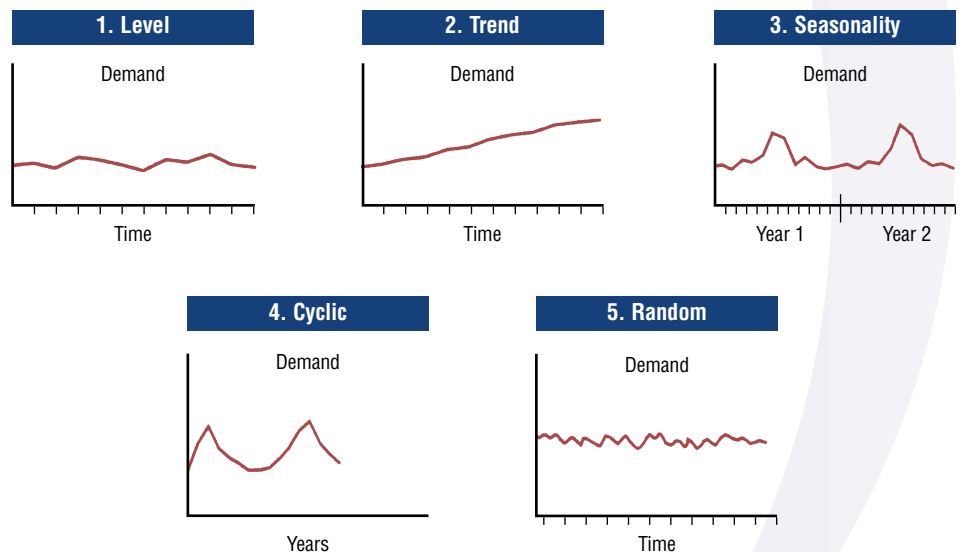 1. Level
2. Trend
3. Seasonality
Demand
Demand
Demand
Time
Time
Year 1
Year 2
4. Cyclic
5. Random
Demand
Demand
Years
Time